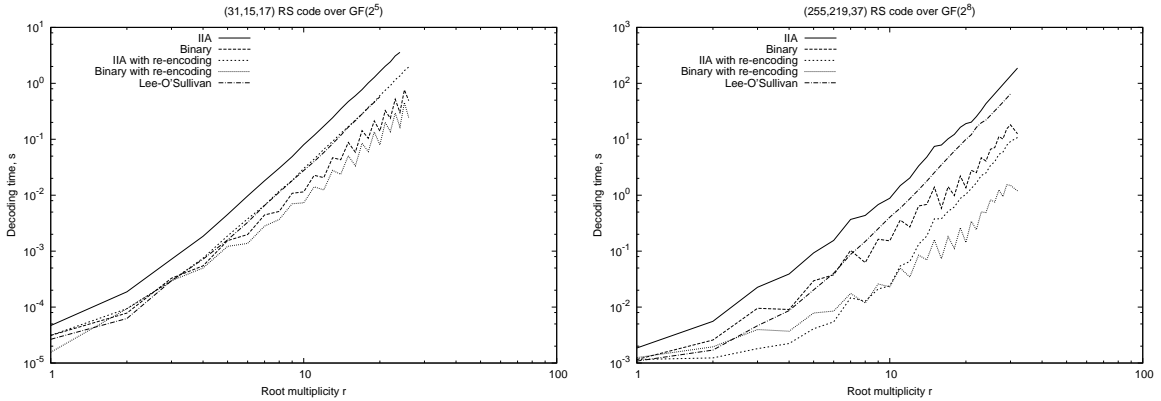 (31,15,17) RS code over GF(2^5)
IIA
Binary
IIA with re-encoding
Binary with re-encoding
Lee-O'Sullivan
Decoding time, s
10^1
10^0
10^-1
10^-2
10^-3
10^-4
10^-5
1
10
100
Root multiplicity r
(255,219,37) RS code over GF(2^8)
IIA
Binary
IIA with re-encoding
Binary with re-encoding
Lee-O'Sullivan
Decoding time, s
10^3
10^2
10^1
10^0
10^-1
10^-2
10^-3
1
10
100
Root multiplicity r